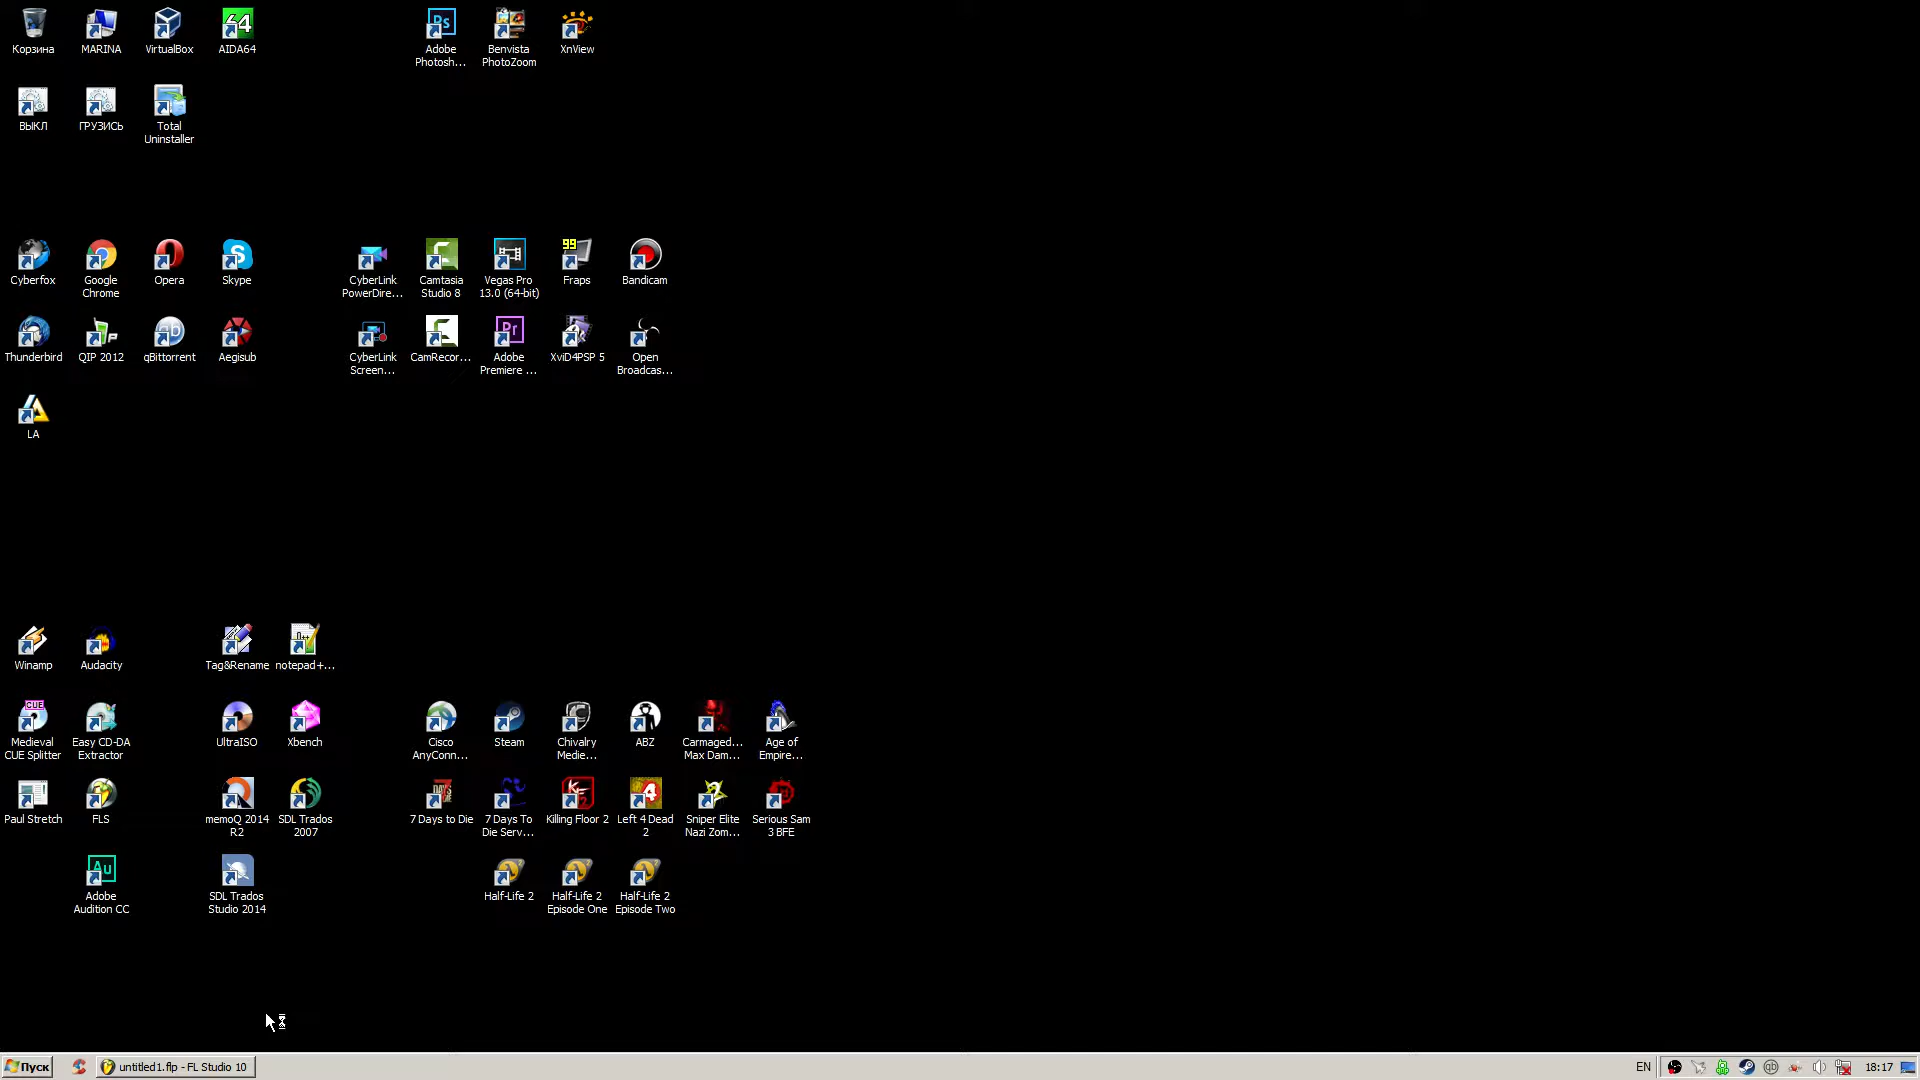 Корзина
MARINA
VirtualBox
AIDA64
Adobe
Photosh...
Benvista
PhotoZoom
XnView
ВЫКЛ
ГРУЗИСЬ
Total
Uninstaller
Cyberfox
Google
Chrome
Opera
Skype
CyberLink
PowerDire...
Camtasia
Studio 8
Vegas Pro
13.0 (64-bit)
99
Fraps
Bandicam
Thunderbird
QIP 2012
qBittorrent
Aegisub
CyberLink
Screen...
CamRecor...
Adobe
Premiere ...
XviD4PSP 5
Open
Broadcas...
LA
Winamp
Audacity
Tag&Rename
notepad+...
CUE
Medieval
CUE Splitter
Easy CD-DA
Extractor
UltraISO
Xbench
Cisco
AnyConn...
Steam
Chivalry
Medie...
ABZ
Carmaged...
Max Dam...
Age of
Empire...
Paul Stretch
FLS
memoQ 2014
R2
SDL Trados
2007
7 Days to Die
7 Days To
Die Serv...
Killing Floor 2
Left 4 Dead
2
Sniper Elite
Nazi Zom...
Serious Sam
3 BFE
Adobe
Audition CC
SDL Trados
Studio 2014
Half-Life 2
Half-Life 2
Episode One
Half-Life 2
Episode Two
Пуск
untitled1.flp - FL Studio 10
EN
18:17